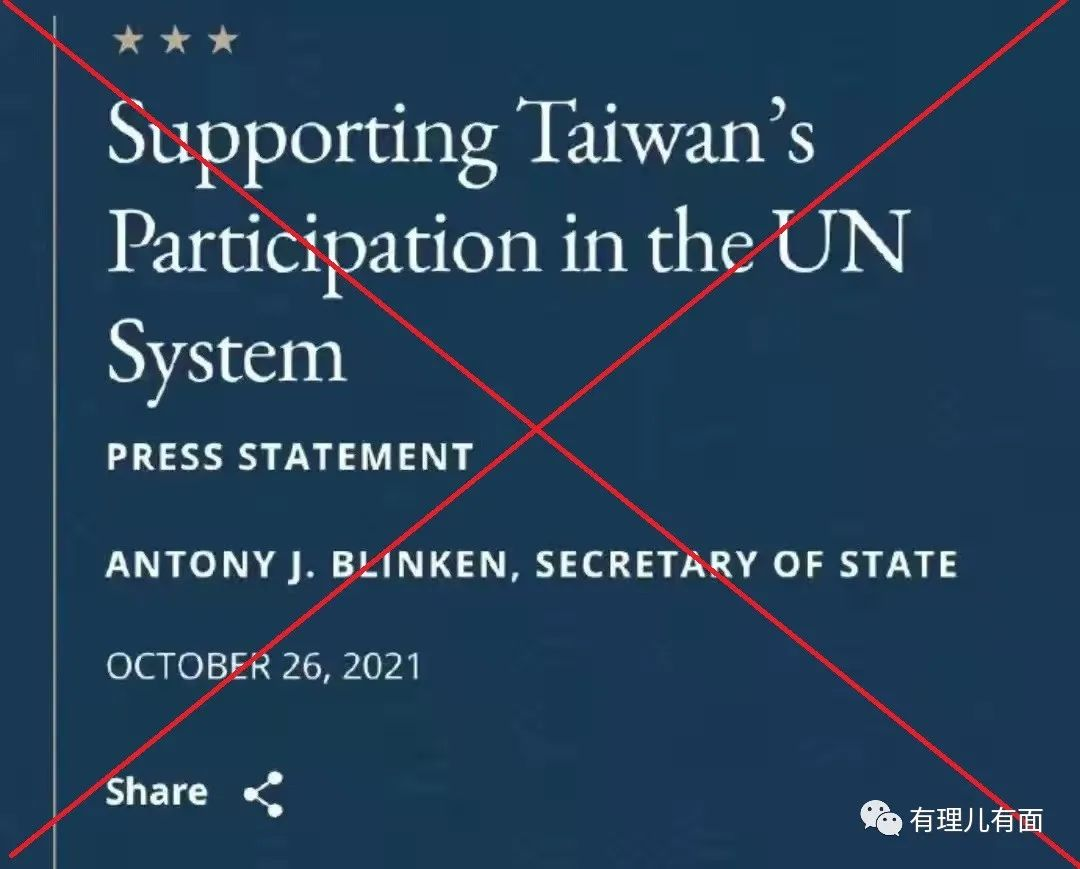 Supporting Taiwan’s
Participation in the UN
System
PRESS STATEMENT
ANTONY J. BLINKEN, SECRETARY OF STATE
OCTOBER 26, 2021
Share
有理儿有面